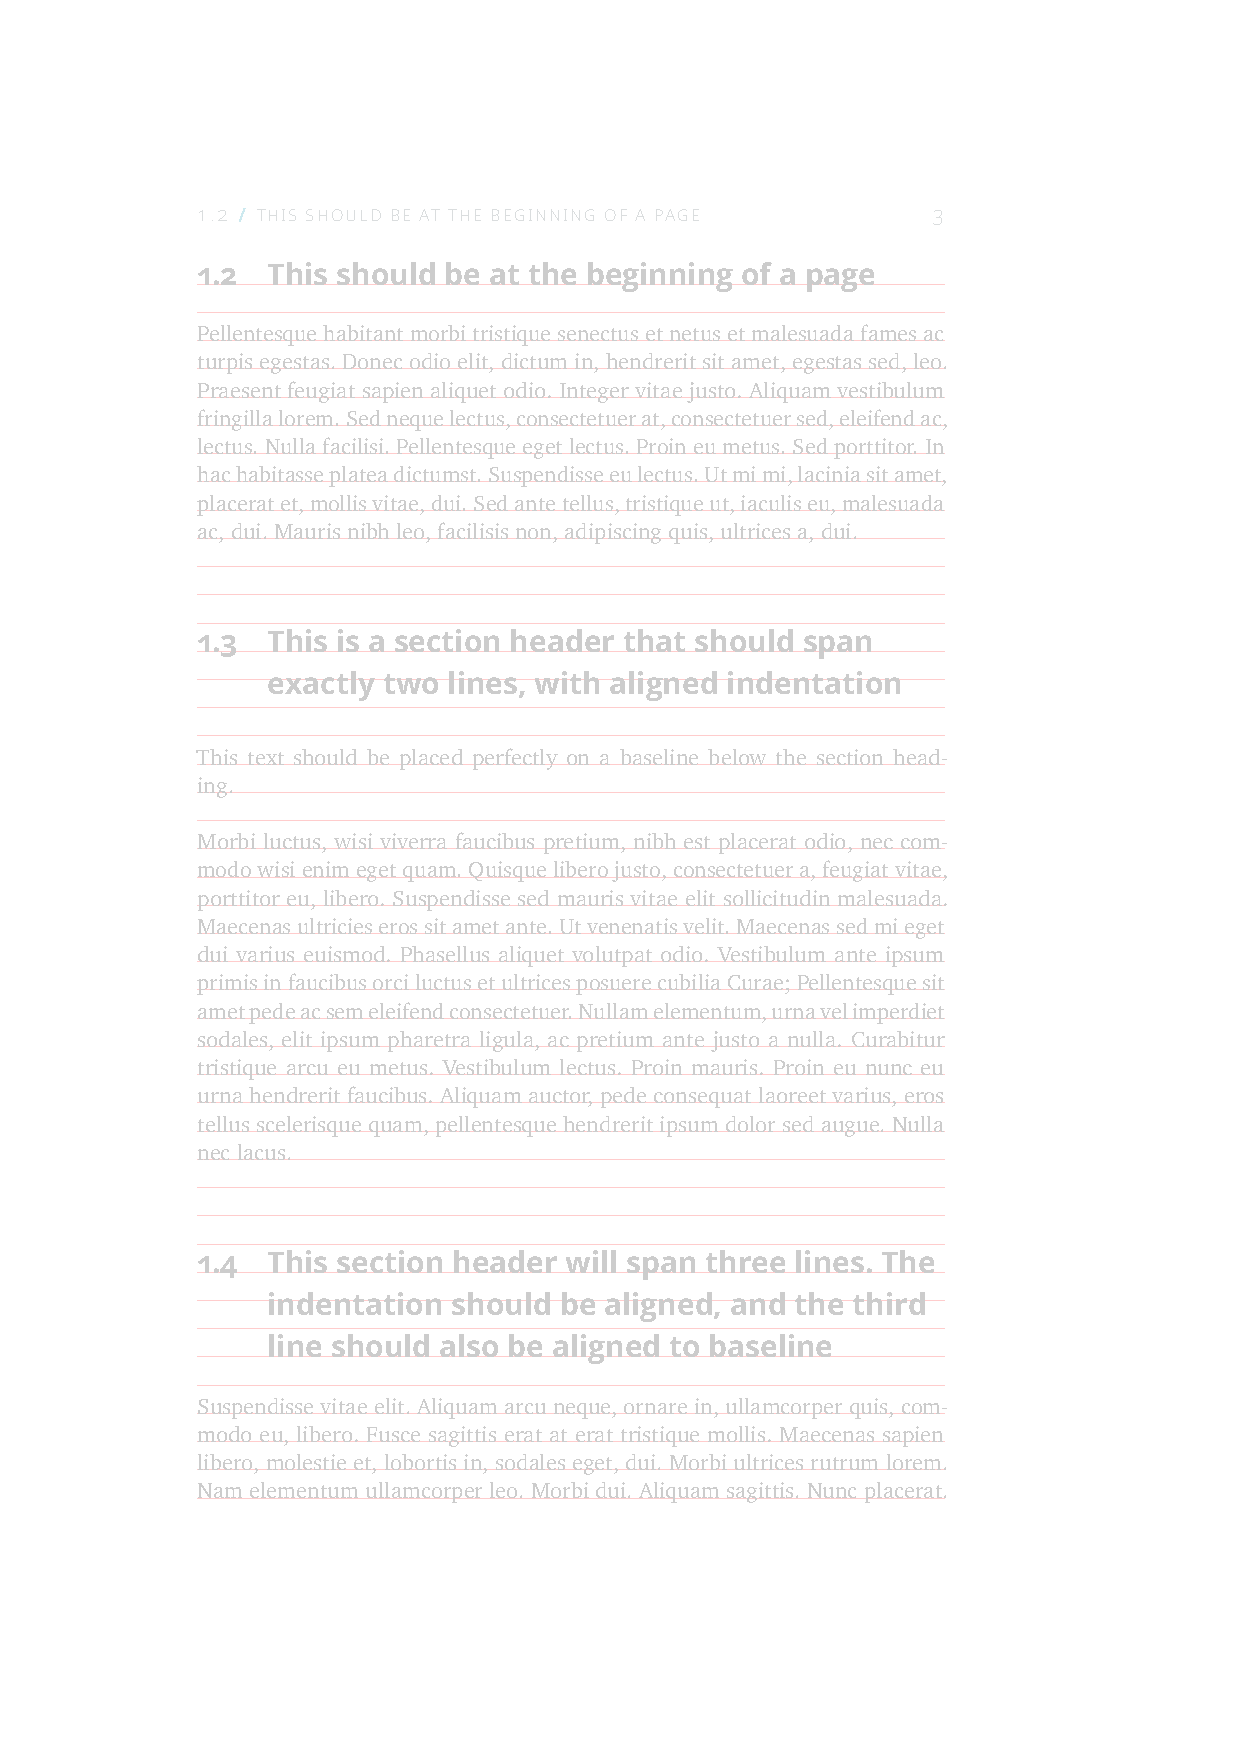 1.2 / THIS SHOULD BE AT THE BEGINNING OF A PAGE 3
1.2 This should be at the beginning of a page
Pellentesque habitant morbi tristique senectus et netus et malesuada fames ac
turpis egestas. Donec odio elit, dictum in, hendrerit sit amet, egestas sed, leo.
Praesent feugiat sapien aliquet odio. Integer vitae justo. Aliquam vestibulum
fringilla lorem. Sed neque lectus, consectetuer at, consectetuer sed, eleifend ac,
lectus. Nulla facilisi. Pellentesque eget lectus. Proin eu metus. Sed porttitor. In
hac habitasse platea dictumst. Suspendisse eu lectus. Ut mi mi, lacinia sit amet,
placerat et, mollis vitae, dui. Sed ante tellus, tristique ut, iaculis eu, malesuada
ac, dui. Mauris nibh leo, facilisis non, adipiscing quis, ultrices a, dui.
1.3 This is a section header that should span
exactly two lines, with aligned indentation
This text should be placed perfectly on a baseline below the section head-
ing.
Morbi luctus, wisi viverra faucibus pretium, nibh est placerat odio, nec com-
modo wisi enim eget quam. Quisque libero justo, consectetuer a, feugiat vitae,
porttitor eu, libero. Suspendisse sed mauris vitae elit sollicitudin malesuada.
Maecenas ultricies eros sit amet ante. Ut venenatis velit. Maecenas sed mi eget
dui varius euismod. Phasellus aliquet volutpat odio. Vestibulum ante ipsum
primis in faucibus orci luctus et ultrices posuere cubilia Curae; Pellentesque sit
amet pede ac sem eleifend consectetuer. Nullam elementum, urna vel imperdiet
sodales, elit ipsum pharetra ligula, ac pretium ante justo a nulla. Curabitur
tristique arcu eu metus. Vestibulum lectus. Proin mauris. Proin eu nunc eu
urna hendrerit faucibus. Aliquam auctor, pede consequat laoreet varius, eros
tellus scelerisque quam, pellentesque hendrerit ipsum dolor sed augue. Nulla
nec lacus.
1.4 This section header will span three lines. The
indentation should be aligned, and the third
line should also be aligned to baseline
Suspendisse vitae elit. Aliquam arcu neque, ornare in, ullamcorper quis, com-
modo eu, libero. Fusce sagittis erat at erat tristique mollis. Maecenas sapien
libero, molestie et, lobortis in, sodales eget, dui. Morbi ultrices rutrum lorem.
Nam elementum ullamcorper leo. Morbi dui. Aliquam sagittis. Nunc placerat.